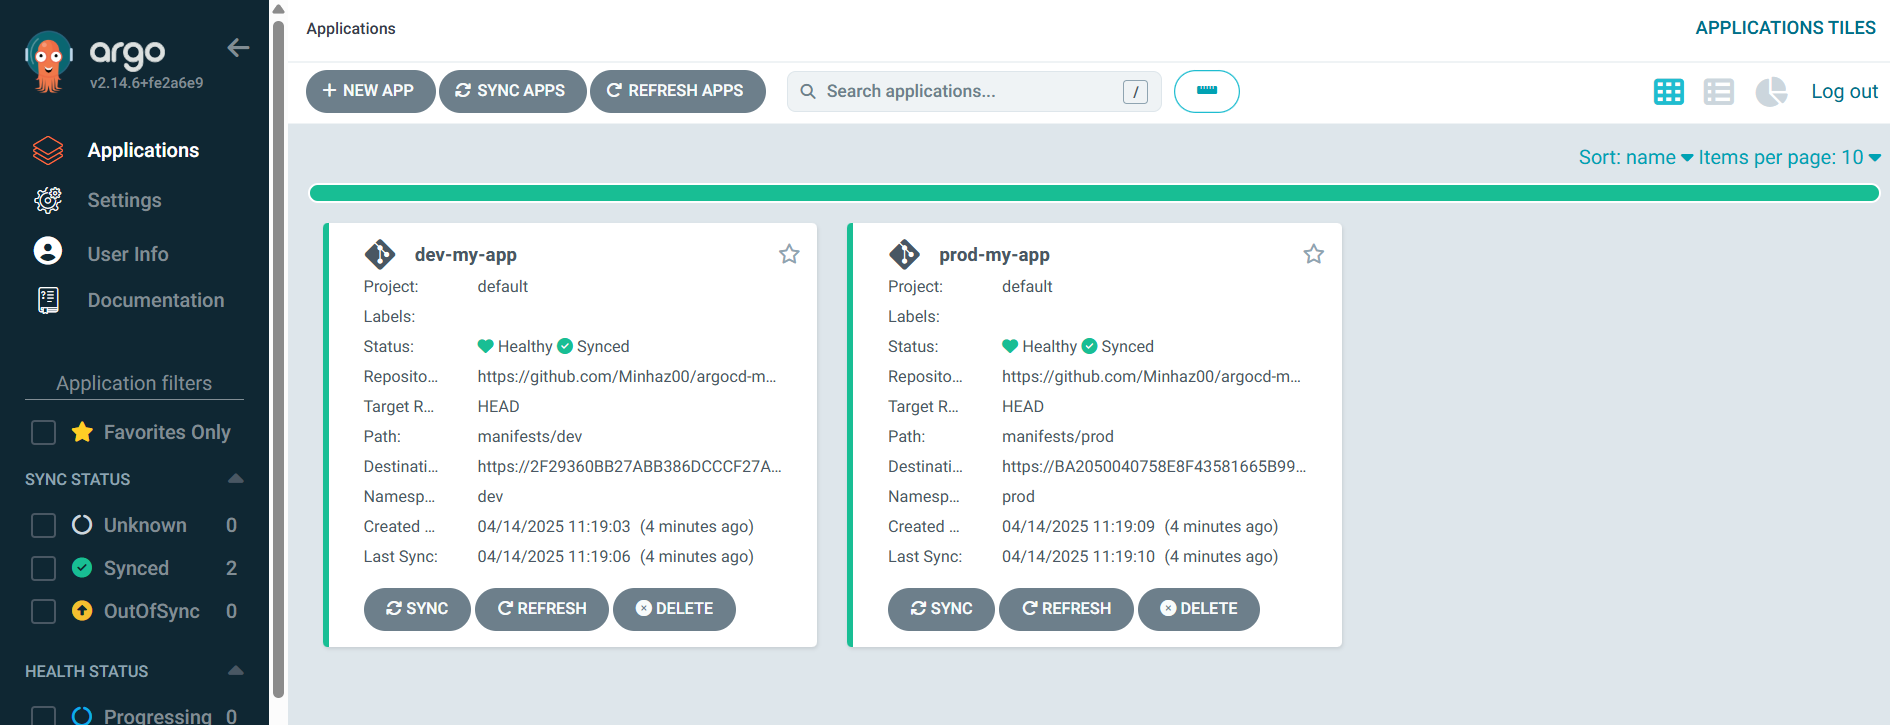 argo
v2.14.6+fe2a6e9
Applications
Settings
User Info
Documentation
Application filters
Favorites Only
SYNC STATUS
Unknown 0
Synced 2
OutOfSync 0
HEALTH STATUS
Progressing 0
Applications
APPLICATIONS TILES
+ NEW APP
SYNC APPS
REFRESH APPS
Search applications...
/
Log out
Sort: name
Items per page: 10
dev-my-app
Project: default
Labels:
Status: Healthy Synced
Reposito... https://github.com/Minhaz00/argocd-m...
Target R... HEAD
Path: manifests/dev
Destinati... https://2F29360BB27ABB386DCCCF27A...
Namesp... dev
Created ... 04/14/2025 11:19:03 (4 minutes ago)
Last Sync: 04/14/2025 11:19:06 (4 minutes ago)
SYNC
REFRESH
DELETE
prod-my-app
Project: default
Labels:
Status: Healthy Synced
Reposito... https://github.com/Minhaz00/argocd-m...
Target R... HEAD
Path: manifests/prod
Destinati... https://BA2050040758E8F43581665B99...
Namesp... prod
Created ... 04/14/2025 11:19:09 (4 minutes ago)
Last Sync: 04/14/2025 11:19:10 (4 minutes ago)
SYNC
REFRESH
DELETE